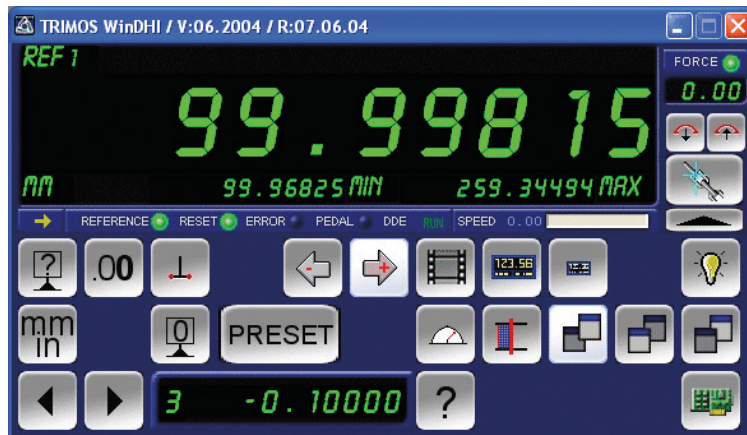 TRIMOS WinDHI / V:06.2004 / R:07.06.04
REF 1
FORCE
0.00
99.99815
MM 99.96825 MIN 259.34494 MAX
REFERENCE RESET ERROR PEDAL DDE RUN SPEED 0.00
? .00 123.56
mm
in
0 PRESET
3 -0.10000 ?